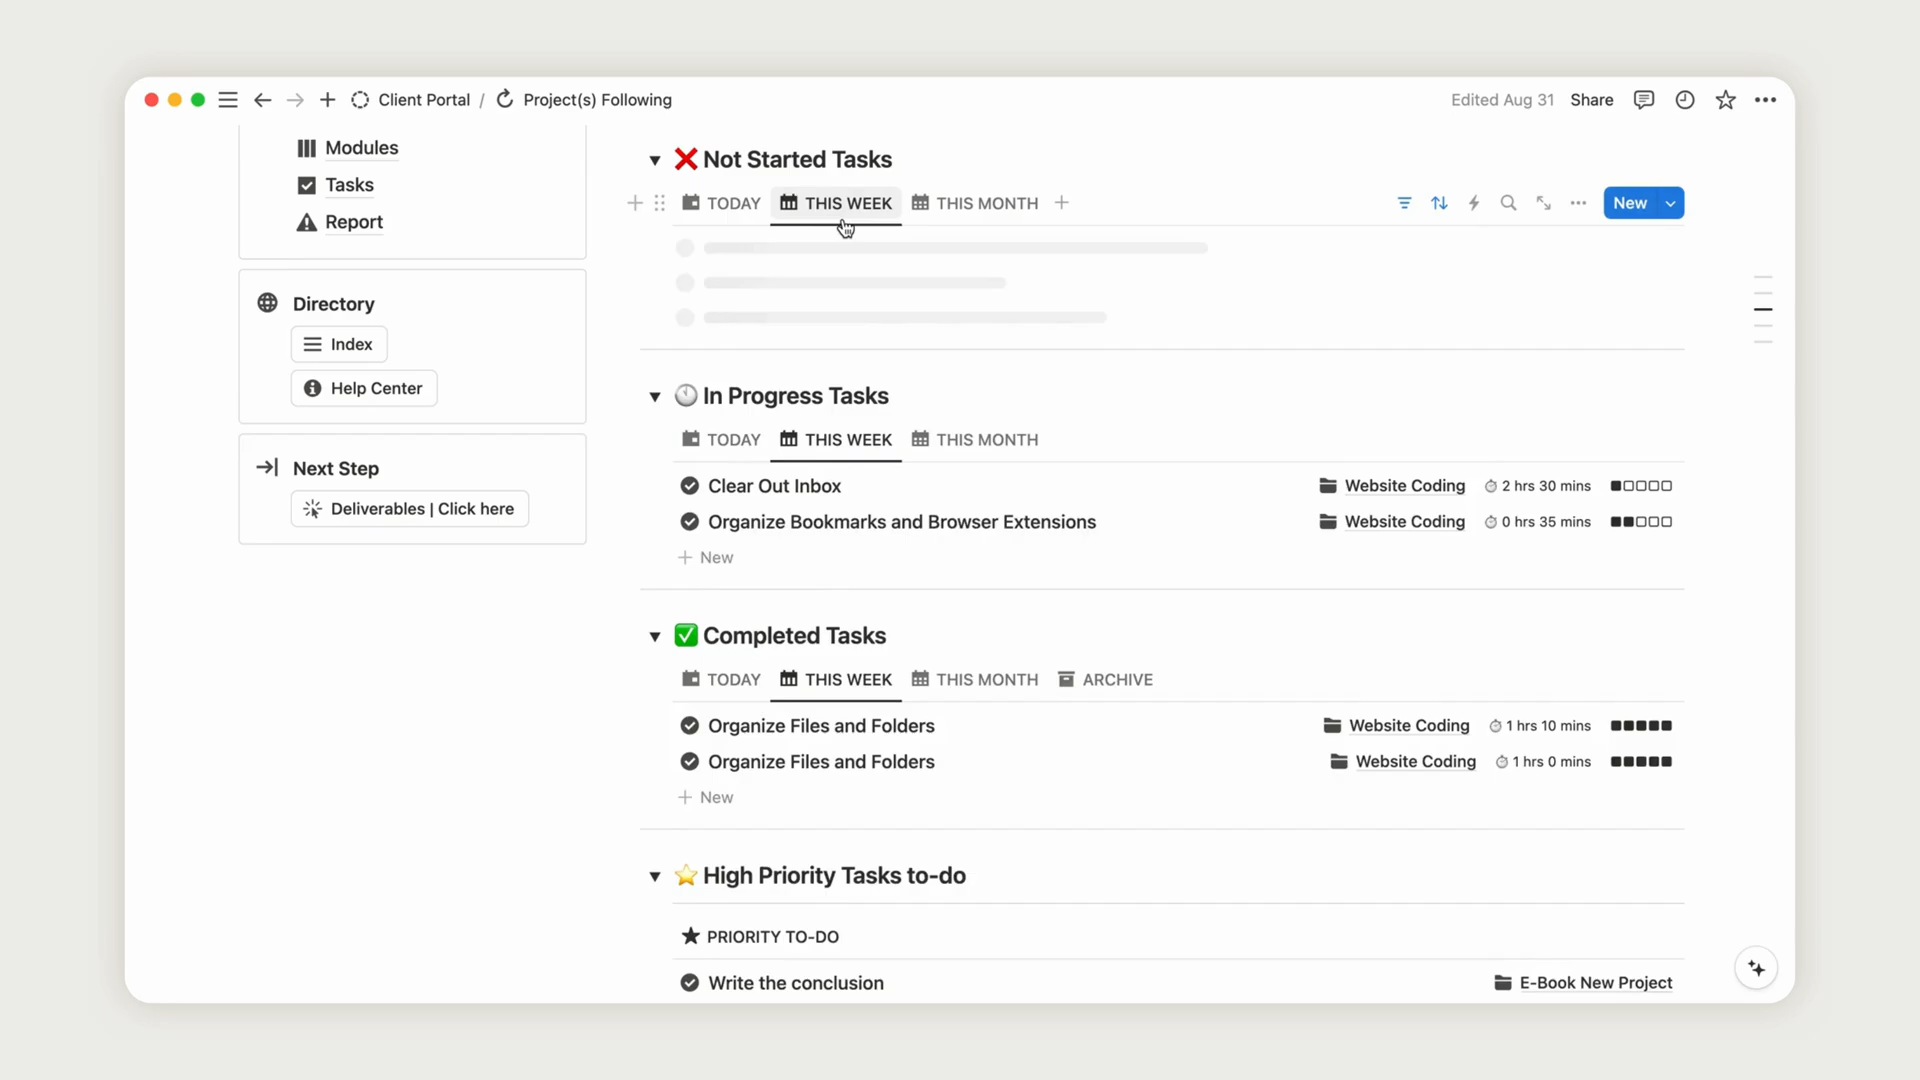 Client Portal / Project(s) Following
Edited Aug 31 Share
Modules
Tasks
Report
Directory
Index
Help Center
Next Step
Deliverables | Click here
❌ Not Started Tasks
TODAY THIS WEEK THIS MONTH
New
In Progress Tasks
TODAY THIS WEEK THIS MONTH
Clear Out Inbox Website Coding 2 hrs 30 mins
Organize Bookmarks and Browser Extensions Website Coding 0 hrs 35 mins
+ New
✅ Completed Tasks
TODAY THIS WEEK THIS MONTH ARCHIVE
Organize Files and Folders Website Coding 1 hrs 10 mins
Organize Files and Folders Website Coding 1 hrs 0 mins
+ New
⭐ High Priority Tasks to-do
★ PRIORITY TO-DO
Write the conclusion E-Book New Project